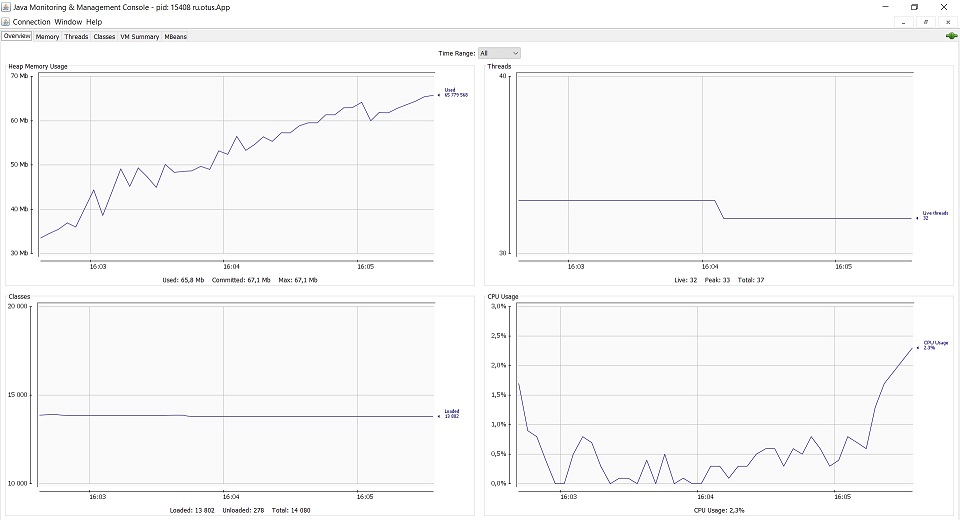 Java Monitoring & Management Console - pid: 15408 ru.otus.App
Connection Window Help
Overview Memory Threads Classes VM Summary MBeans
Time Range: All
Heap Memory Usage
70 Mb
60 Mb
50 Mb
40 Mb
30 Mb
Used
65 779 568
16:03 16:04 16:05
Used: 65,8 Mb Committed: 67,1 Mb Max: 67,1 Mb
Threads
40
30
Live threads
32
16:03 16:04 16:05
Live: 32 Peak: 33 Total: 37
Classes
20 000
15 000
10 000
Loaded
13 802
16:03 16:04 16:05
Loaded: 13 802 Unloaded: 278 Total: 14 080
CPU Usage
3,0%
2,5%
2,0%
1,5%
1,0%
0,5%
0,0%
CPU Usage
2,3%
16:03 16:04 16:05
CPU Usage: 2,3%